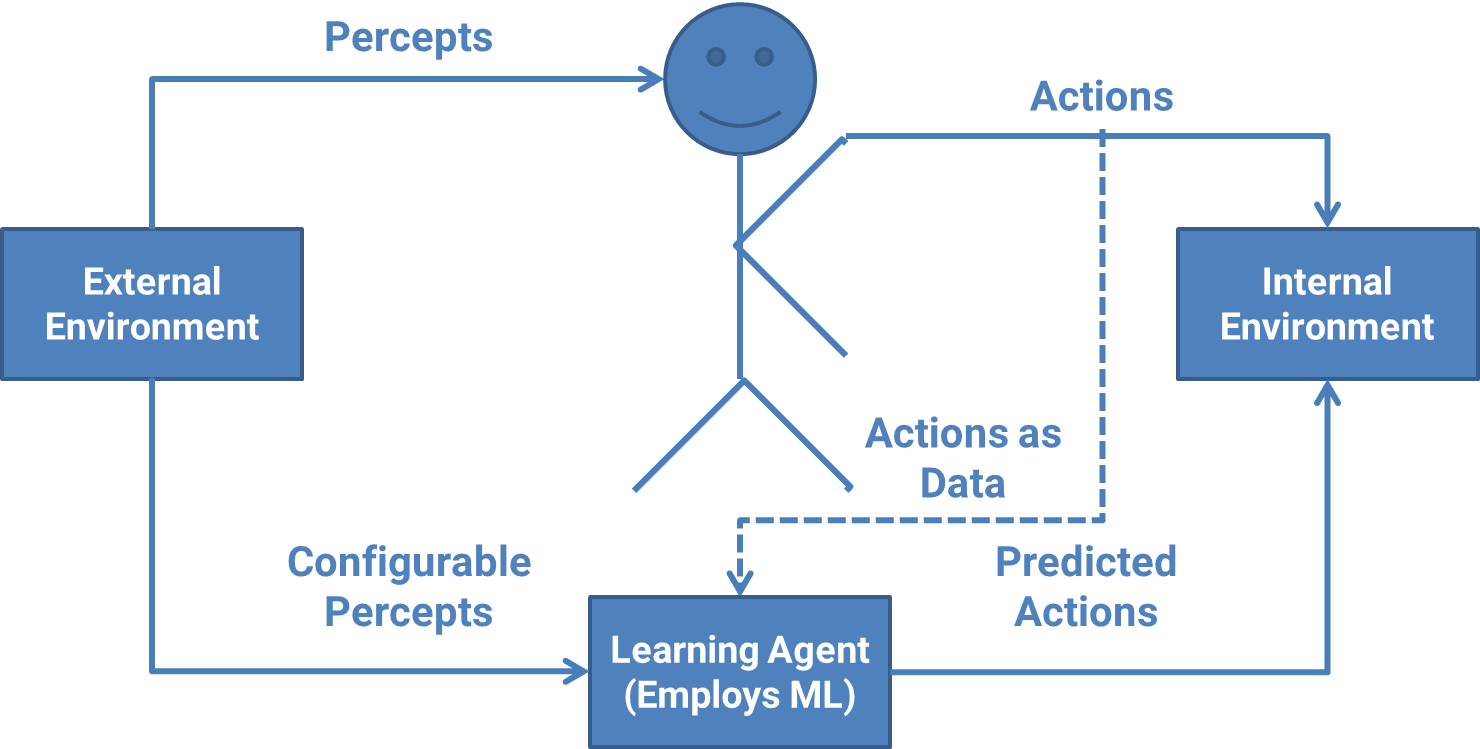 Percepts
Actions
External
Environment
Internal
Environment
Actions as
Data
Configurable
Percepts
Predicted
Actions
Learning Agent
(Employs ML)